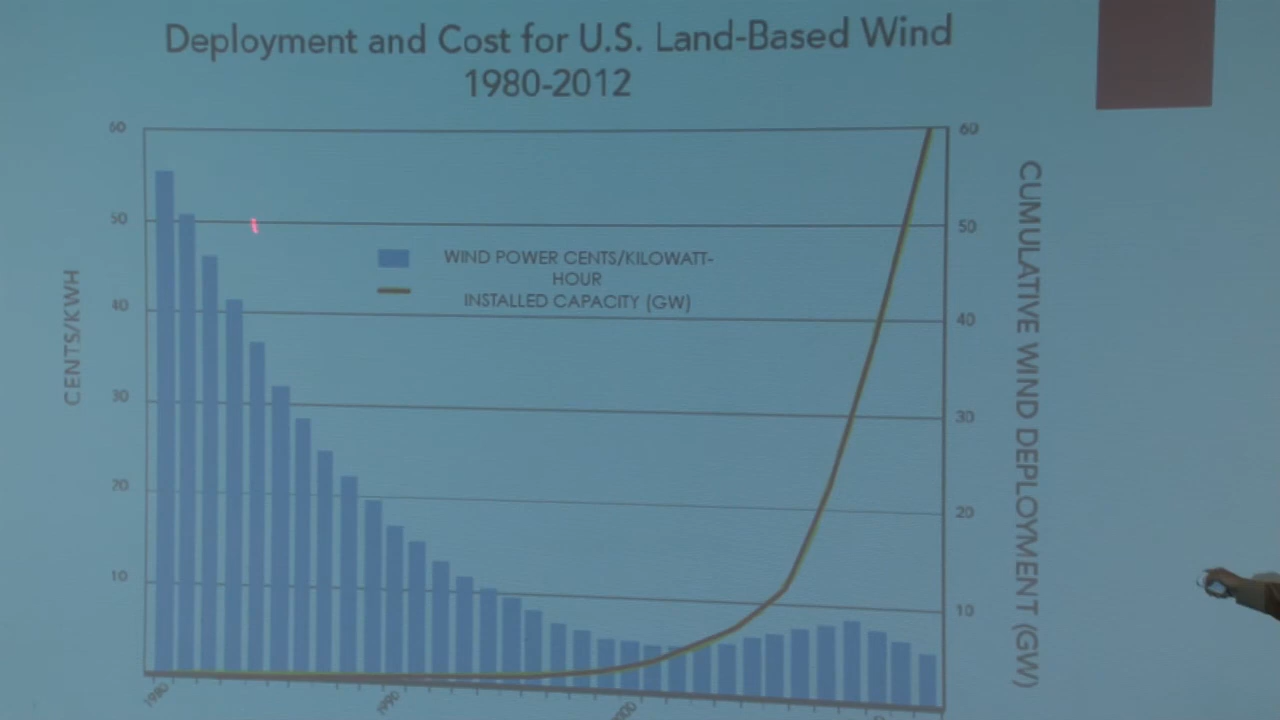 Deployment and Cost for U.S. Land-Based Wind
1980-2012
60
50
40
30
20
10
CENTS/KWH
WIND POWER CENTS/KILOWATT-
HOUR
INSTALLED CAPACITY (GW)
60
50
40
30
20
10
CUMULATIVE WIND DEPLOYMENT (GW)
1980
1990